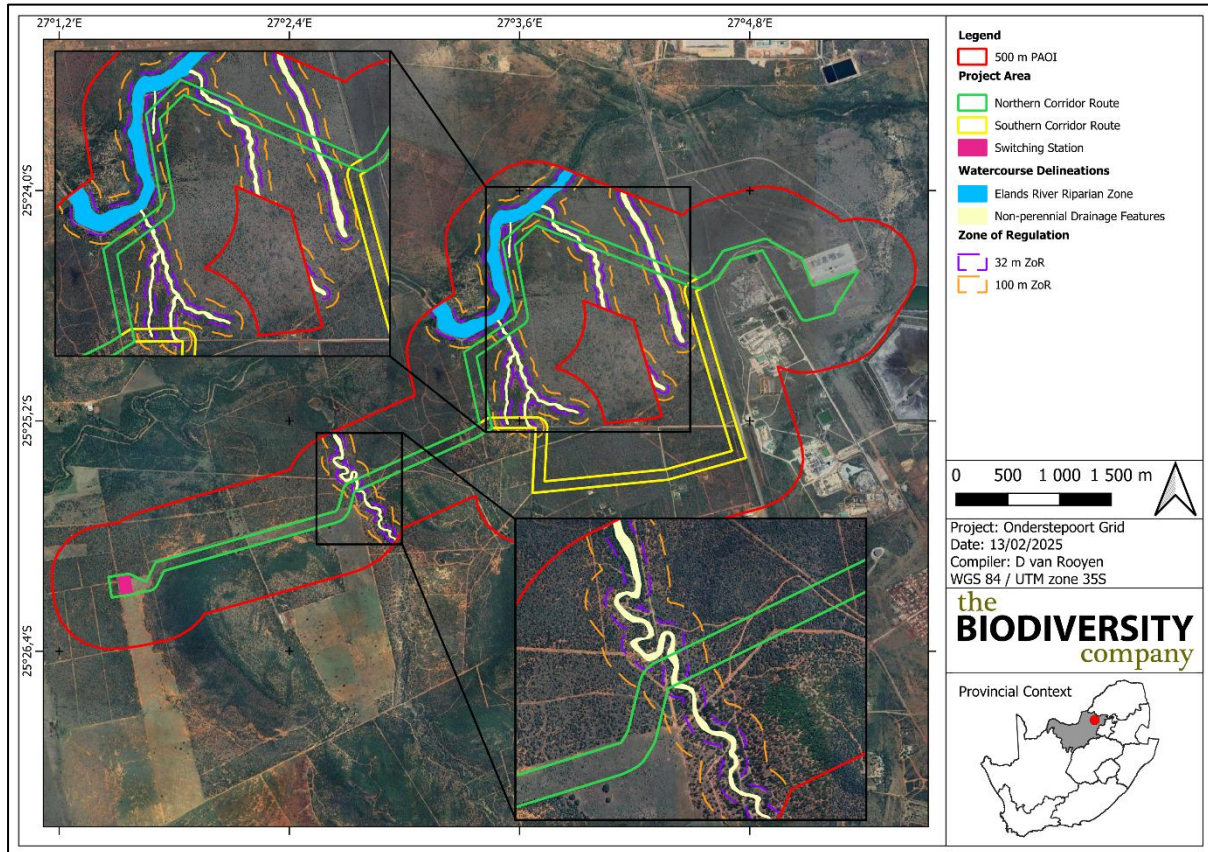 27°1,2'E
27°2,4'E
27°3,6'E
27°4,8'E
25°24,0'S
25°25,2'S
25°26,4'S
Legend
500 m PAOI
Project Area
Northern Corridor Route
Southern Corridor Route
Switching Station
Watercourse Delineations
Elands River Riparian Zone
Non-perennial Drainage Features
Zone of Regulation
32 m ZoR
100 m ZoR
0 500 1 000 1 500 m
Project: Onderstepoort Grid
Date: 13/02/2025
Compiler: D van Rooyen
WGS 84 / UTM zone 35S
the
BIODIVERSITY
company
Provincial Context